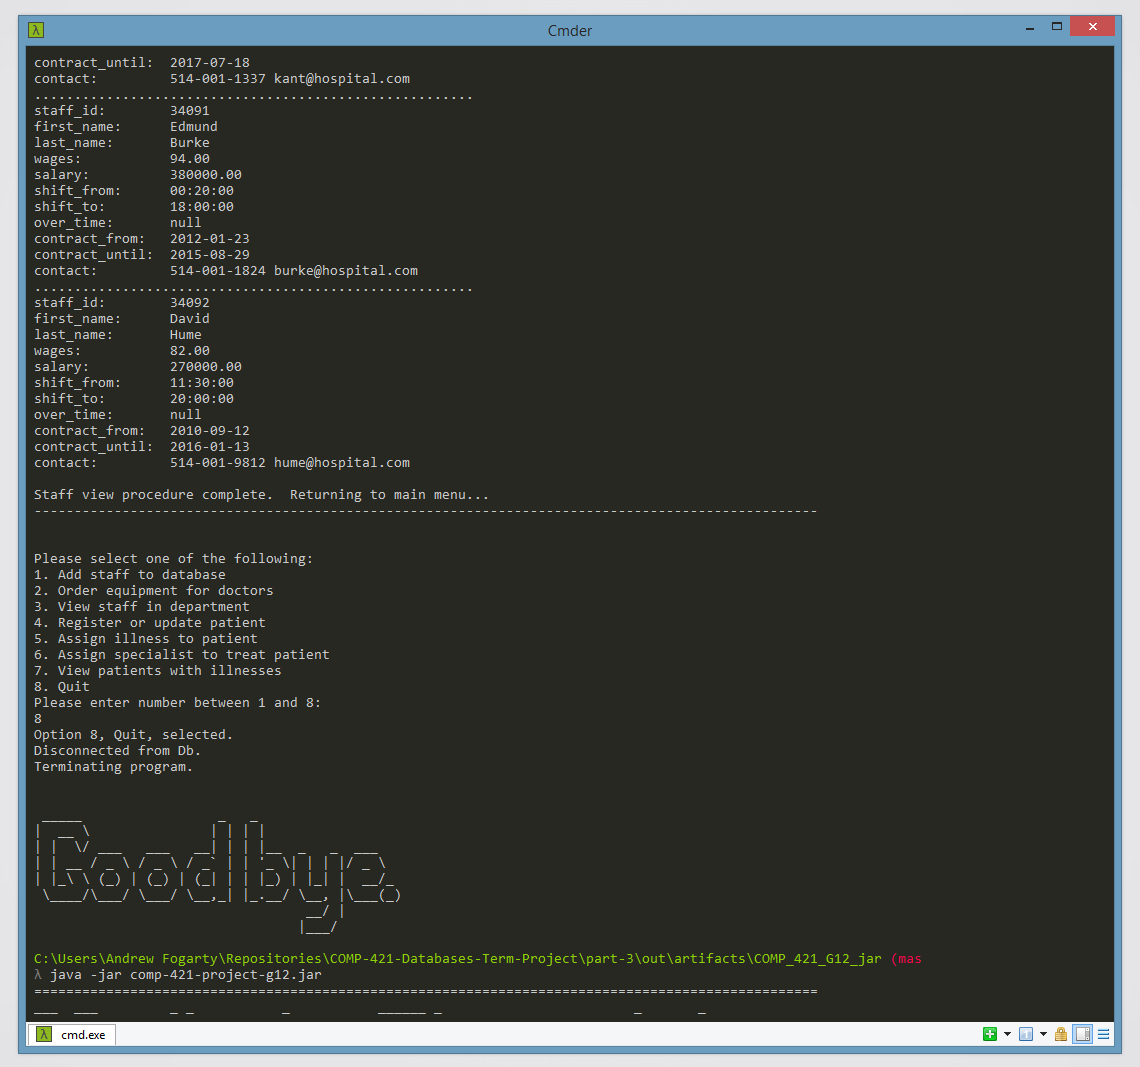 Cmder
contract_until:  2017-07-18
contact:         514-001-1337 kant@hospital.com
.......................................................
staff_id:        34091
first_name:      Edmund
last_name:       Burke
wages:           94.00
salary:          380000.00
shift_from:      00:20:00
shift_to:        18:00:00
over_time:       null
contract_from:   2012-01-23
contract_until:  2015-08-29
contact:         514-001-1824 burke@hospital.com
.......................................................
staff_id:        34092
first_name:      David
last_name:       Hume
wages:           82.00
salary:          270000.00
shift_from:      11:30:00
shift_to:        20:00:00
over_time:       null
contract_from:   2010-09-12
contract_until:  2016-01-13
contact:         514-001-9812 hume@hospital.com
Staff view procedure complete.  Returning to main menu...
--------------------------------------------------------------------------------------------------
Please select one of the following:
1. Add staff to database
2. Order equipment for doctors
3. View staff in department
4. Register or update patient
5. Assign illness to patient
6. Assign specialist to treat patient
7. View patients with illnesses
8. Quit
Please enter number between 1 and 8:
8
Option 8, Quit, selected.
Disconnected from Db.
Terminating program.
Goodbye.
C:\Users\Andrew Fogarty\Repositories\COMP-421-Databases-Term-Project\part-3\out\artifacts\COMP_421_G12_jar (mas
λ java -jar comp-421-project-g12.jar
==================================================================================================
cmd.exe